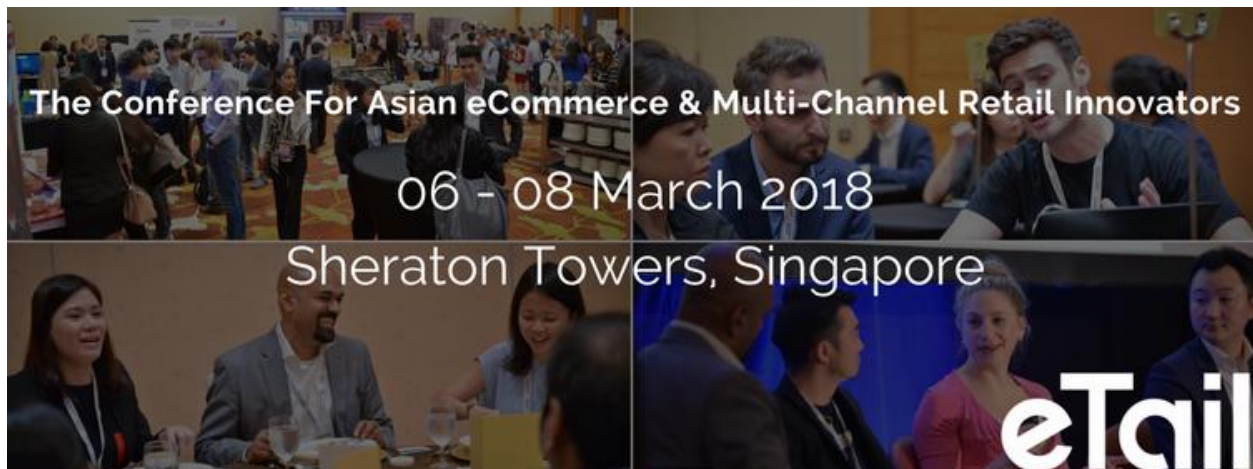 The Conference For Asian eCommerce & Multi-Channel Retail Innovators
06 - 08 March 2018
Sheraton Towers, Singapore
eTail